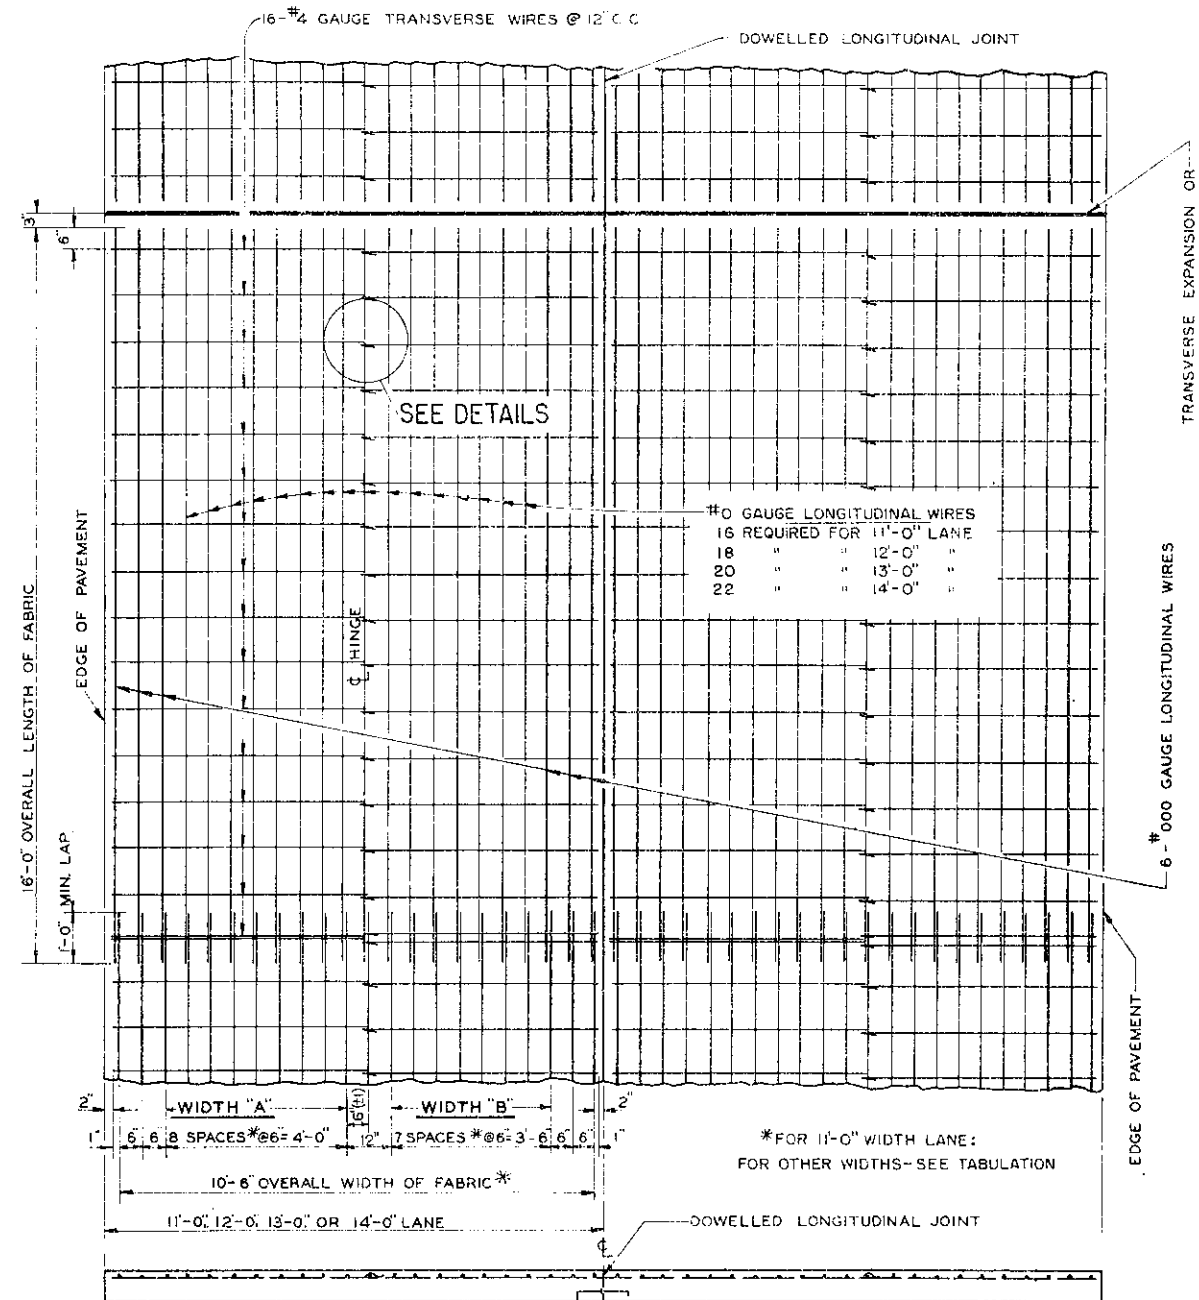 16-#4 GAUGE TRANSVERSE WIRES @ 12" C.C
DOWELLED LONGITUDINAL JOINT
TRANSVERSE EXPANSION OR
3"
6"
SEE DETAILS
#0 GAUGE LONGITUDINAL WIRES
16 REQUIRED FOR 11'-0" LANE
18 " " 12'-0" "
20 " " 13'-0" "
22 " " 14'-0" "
EDGE OF PAVEMENT
16'-0" OVERALL LENGTH OF FABRIC
℄ HINGE
6-#000 GAUGE LONGITUDINAL WIRES
1'-0" MIN. LAP
EDGE OF PAVEMENT
2" WIDTH "A" 6"(±1) WIDTH "B" 2"
1" 6" 6" 8 SPACES*@6"=4'-0" 12" 7 SPACES*@6"=3'-6" 6" 6" 1"
*FOR 11'-0" WIDTH LANE:
FOR OTHER WIDTHS-SEE TABULATION
10'-6" OVERALL WIDTH OF FABRIC*
11'-0", 12'-0", 13'-0", OR 14'-0" LANE
DOWELLED LONGITUDINAL JOINT
℄